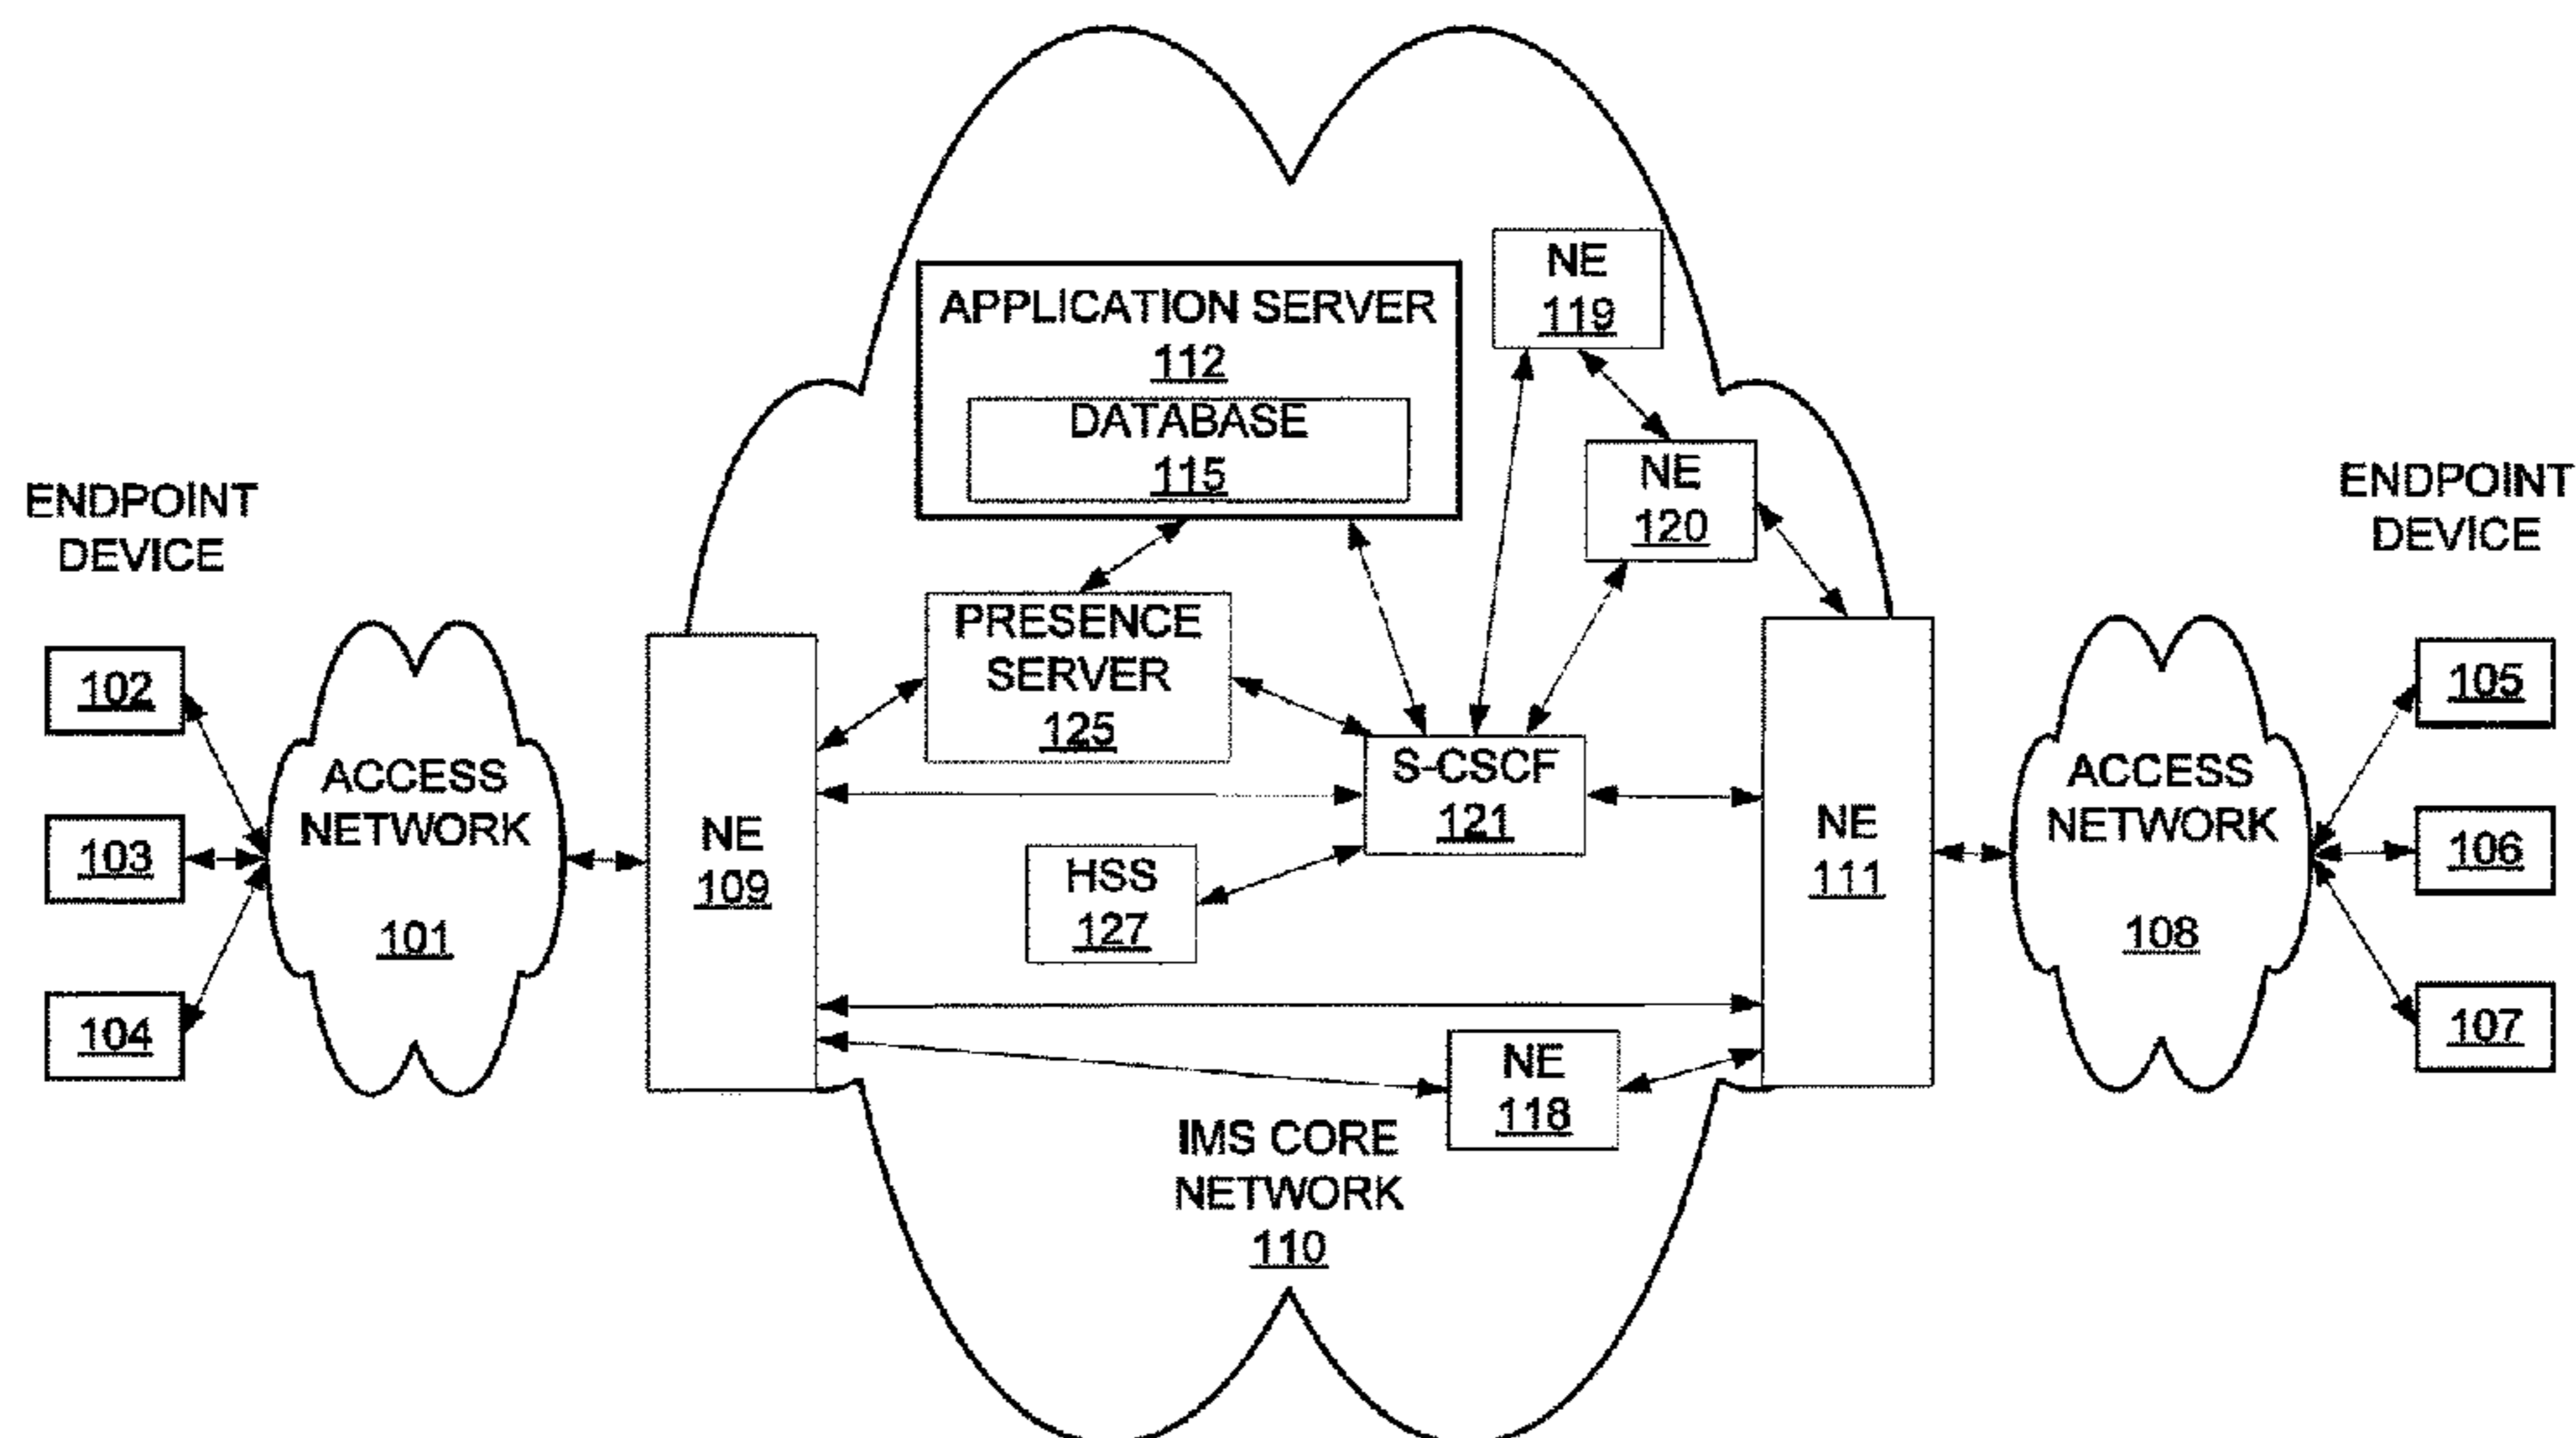 ENDPOINT
DEVICE
102
103
104
ACCESS
NETWORK
101
NE
109
APPLICATION SERVER
112
DATABASE
115
PRESENCE
SERVER
125
S-CSCF
121
HSS
127
NE
119
NE
120
NE
118
IMS CORE
NETWORK
110
NE
111
ACCESS
NETWORK
108
ENDPOINT
DEVICE
105
106
107